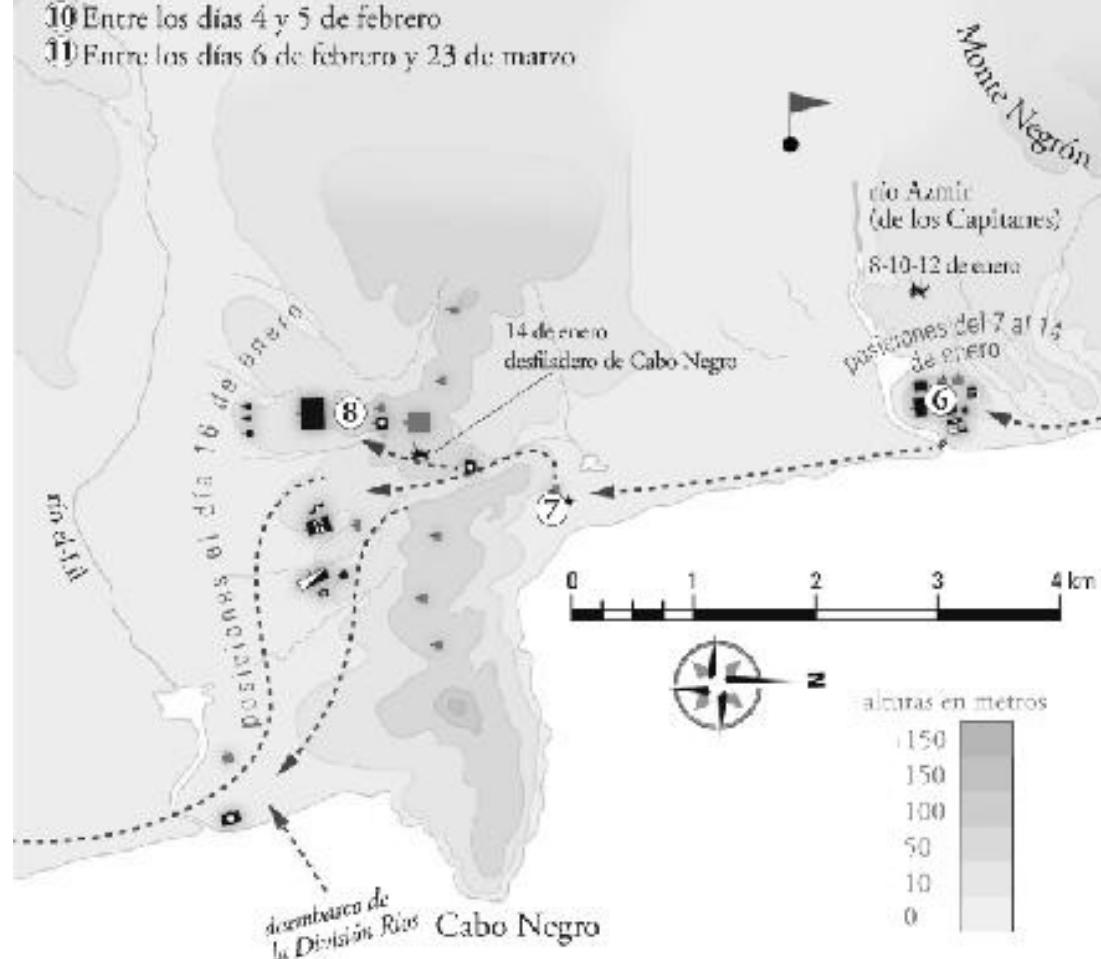 10 Entre los días 4 y 5 de febrero
11 Entre los días 6 de febrero y 23 de marzo
Monte Negrón
río Azmir
(de los Capitanes)
8-10-12 de enero
posiciones del 7 al 14
de enero
6
14 de enero
desfiladero de Cabo Negro
8
7
posiciones el día 16 de enero
río el-Lil
0 1 2 3 4 km
N
alturas en metros
150
150
100
50
10
0
desembarco de
la División Ríos
Cabo Negro